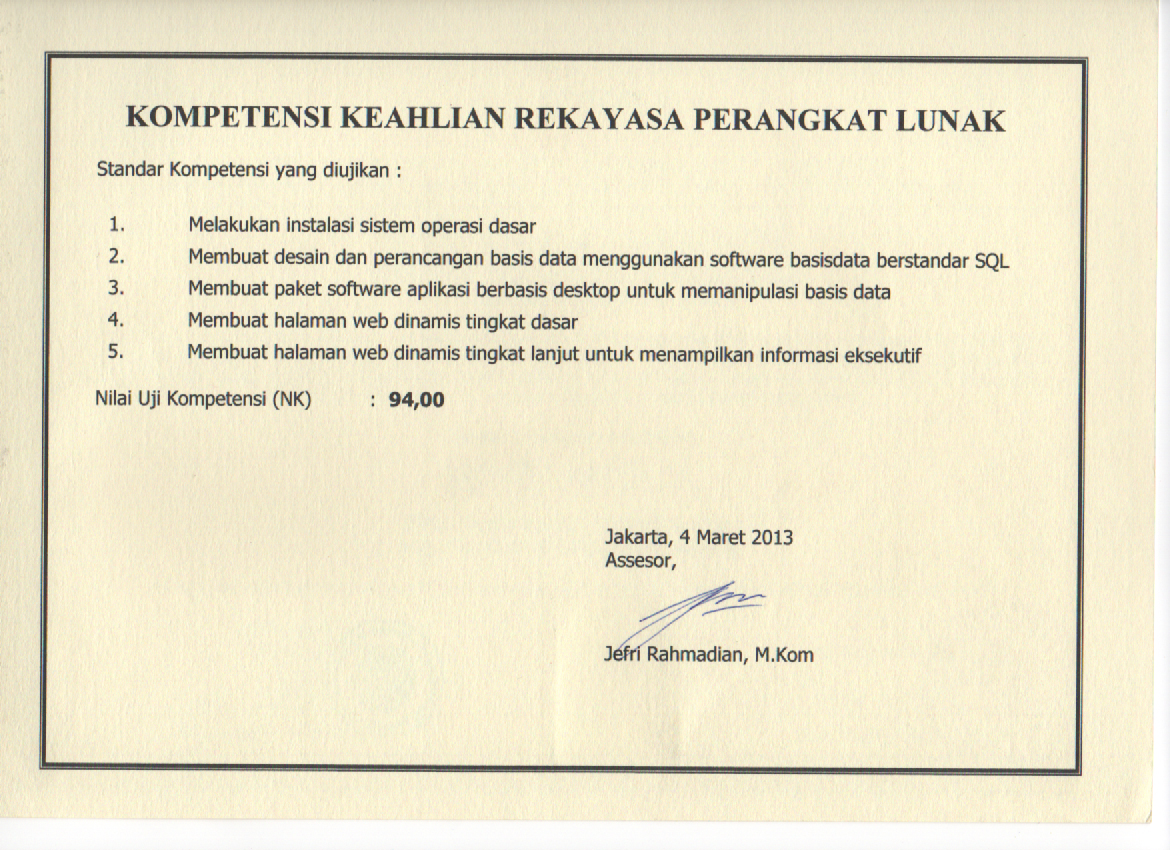 KOMPETENSI KEAHLIAN REKAYASA PERANGKAT LUNAK
Standar Kompetensi yang diujikan :
1. Melakukan instalasi sistem operasi dasar
2. Membuat desain dan perancangan basis data menggunakan software basisdata berstandar SQL
3. Membuat paket software aplikasi berbasis desktop untuk memanipulasi basis data
4. Membuat halaman web dinamis tingkat dasar
5. Membuat halaman web dinamis tingkat lanjut untuk menampilkan informasi eksekutif
Nilai Uji Kompetensi (NK) : 94,00
Jakarta, 4 Maret 2013
Assesor,
Jefri Rahmadian, M.Kom